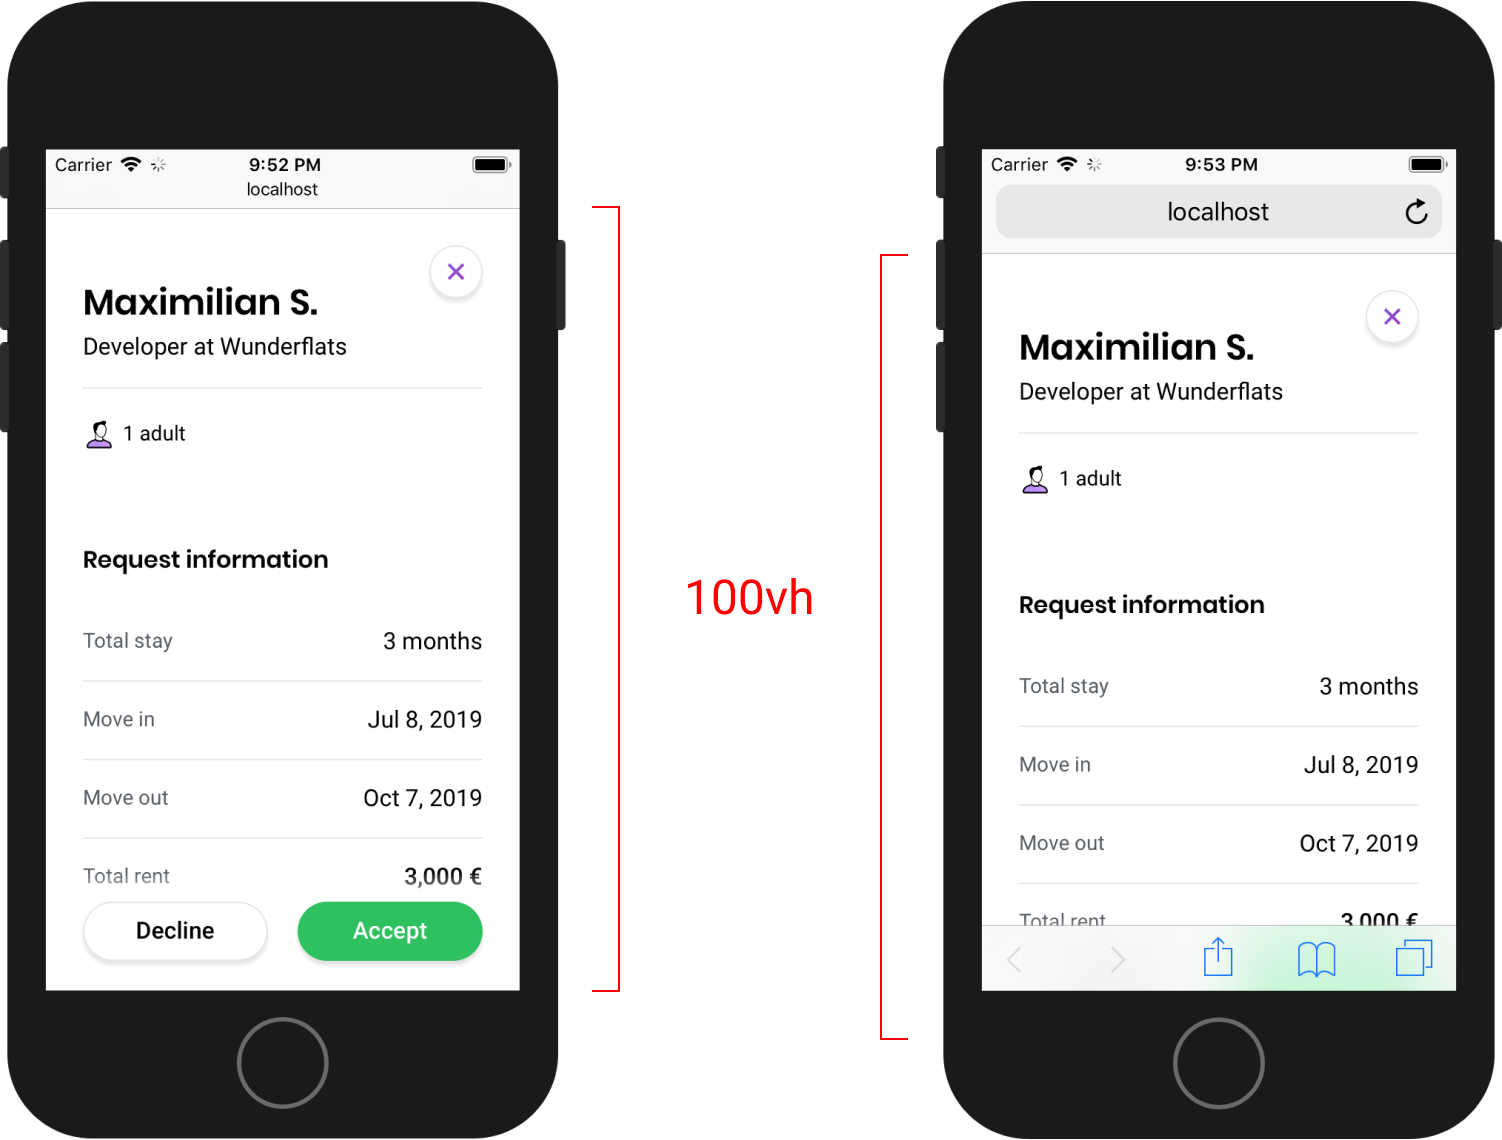 Carrier 9:52 PM
localhost
Maximilian S.
Developer at Wunderflats
1 adult
Request information
Total stay 3 months
Move in Jul 8, 2019
Move out Oct 7, 2019
Total rent 3,000 €
Decline Accept
100vh
Carrier 9:53 PM
localhost
Maximilian S.
Developer at Wunderflats
1 adult
Request information
Total stay 3 months
Move in Jul 8, 2019
Move out Oct 7, 2019
Total rent 3,000 €